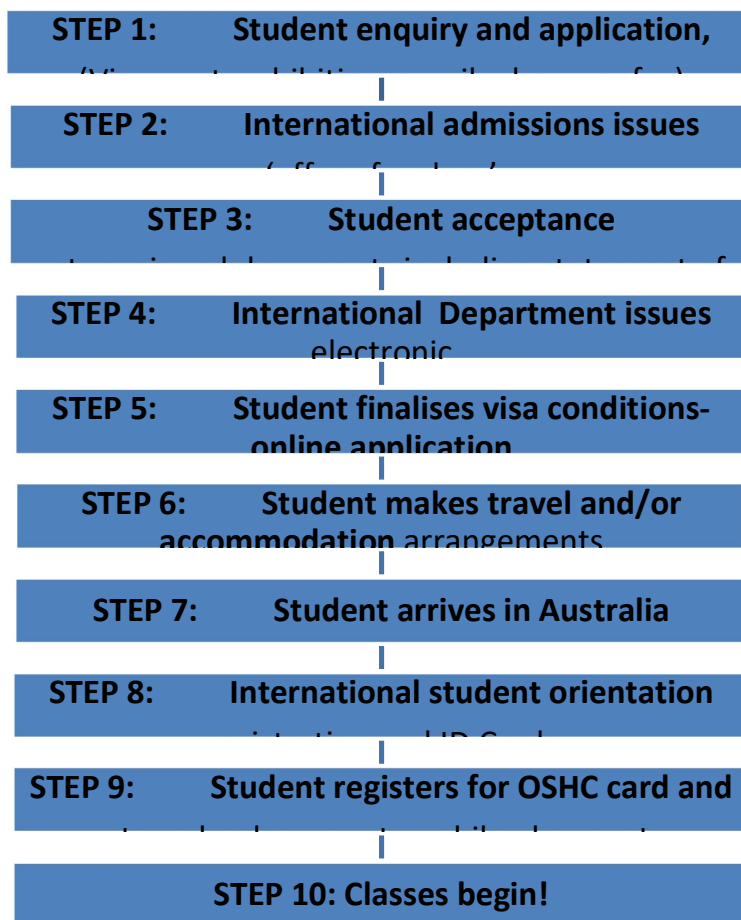 STEP 1: Student enquiry and application,
STEP 2: International admissions issues
STEP 3: Student acceptance
STEP 4: International Department issues
electronic
STEP 5: Student finalises visa conditions-
online application
STEP 6: Student makes travel and/or
accommodation arrangements
STEP 7: Student arrives in Australia
STEP 8: International student orientation
STEP 9: Student registers for OSHC card and
STEP 10: Classes begin!